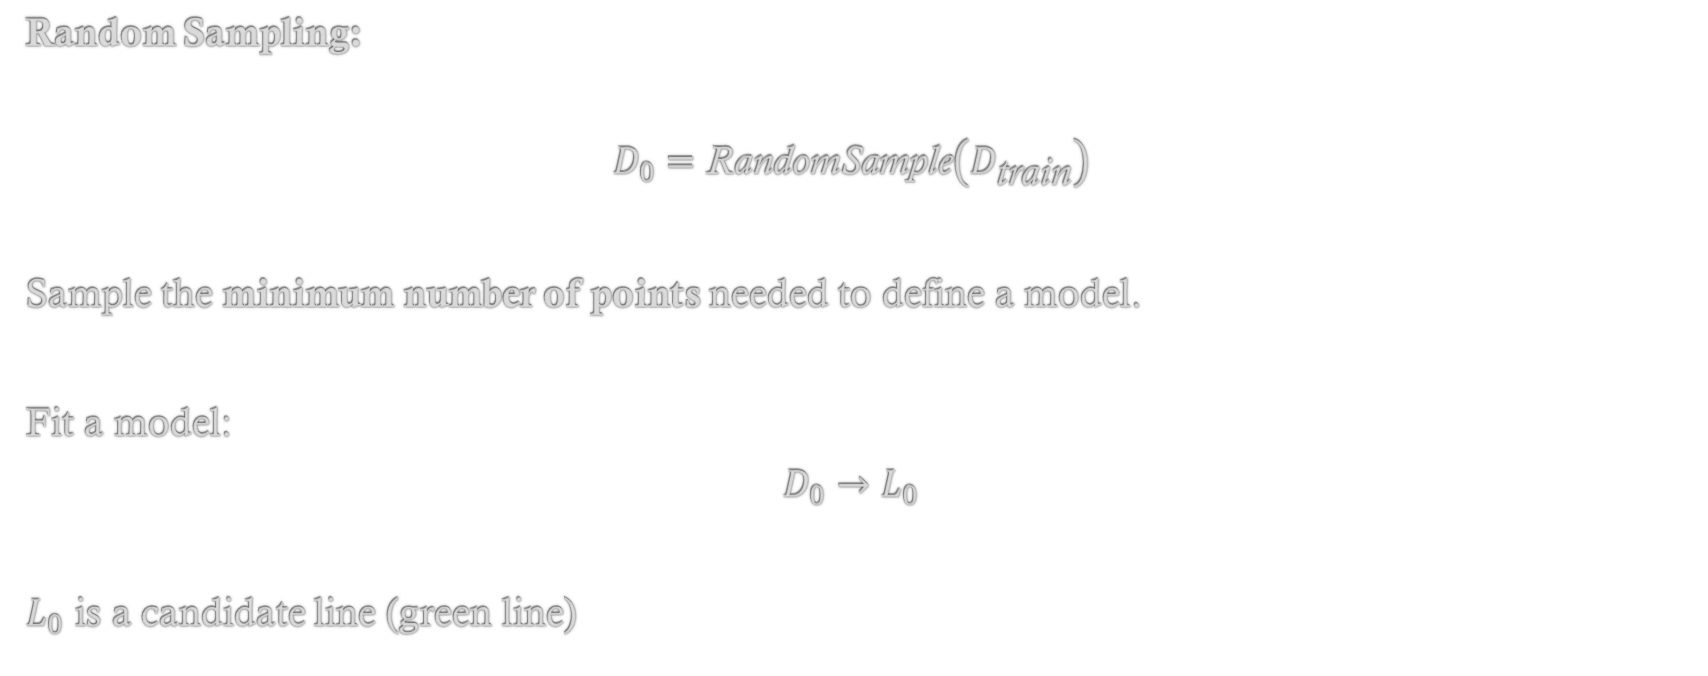 Random Sampling:
D₀ = RandomSample(D_train)
Sample the minimum number of points needed to define a model.
Fit a model:
D₀ → L₀
L₀ is a candidate line (green line)